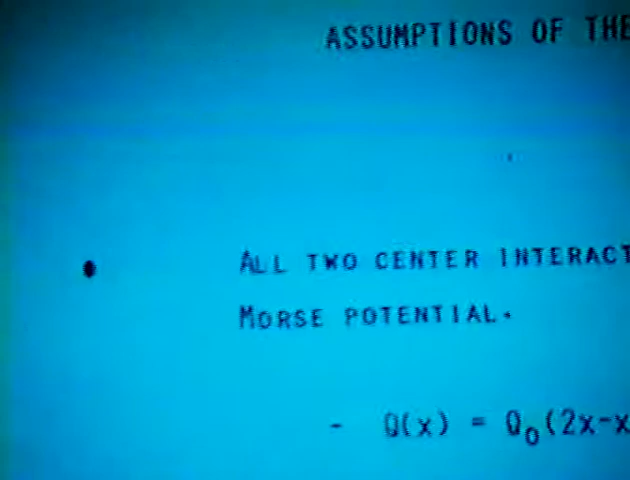 ASSUMPTIONS OF THE
• ALL TWO CENTER INTERACT
MORSE POTENTIAL.
- Q(x) = Q₀(2x-x